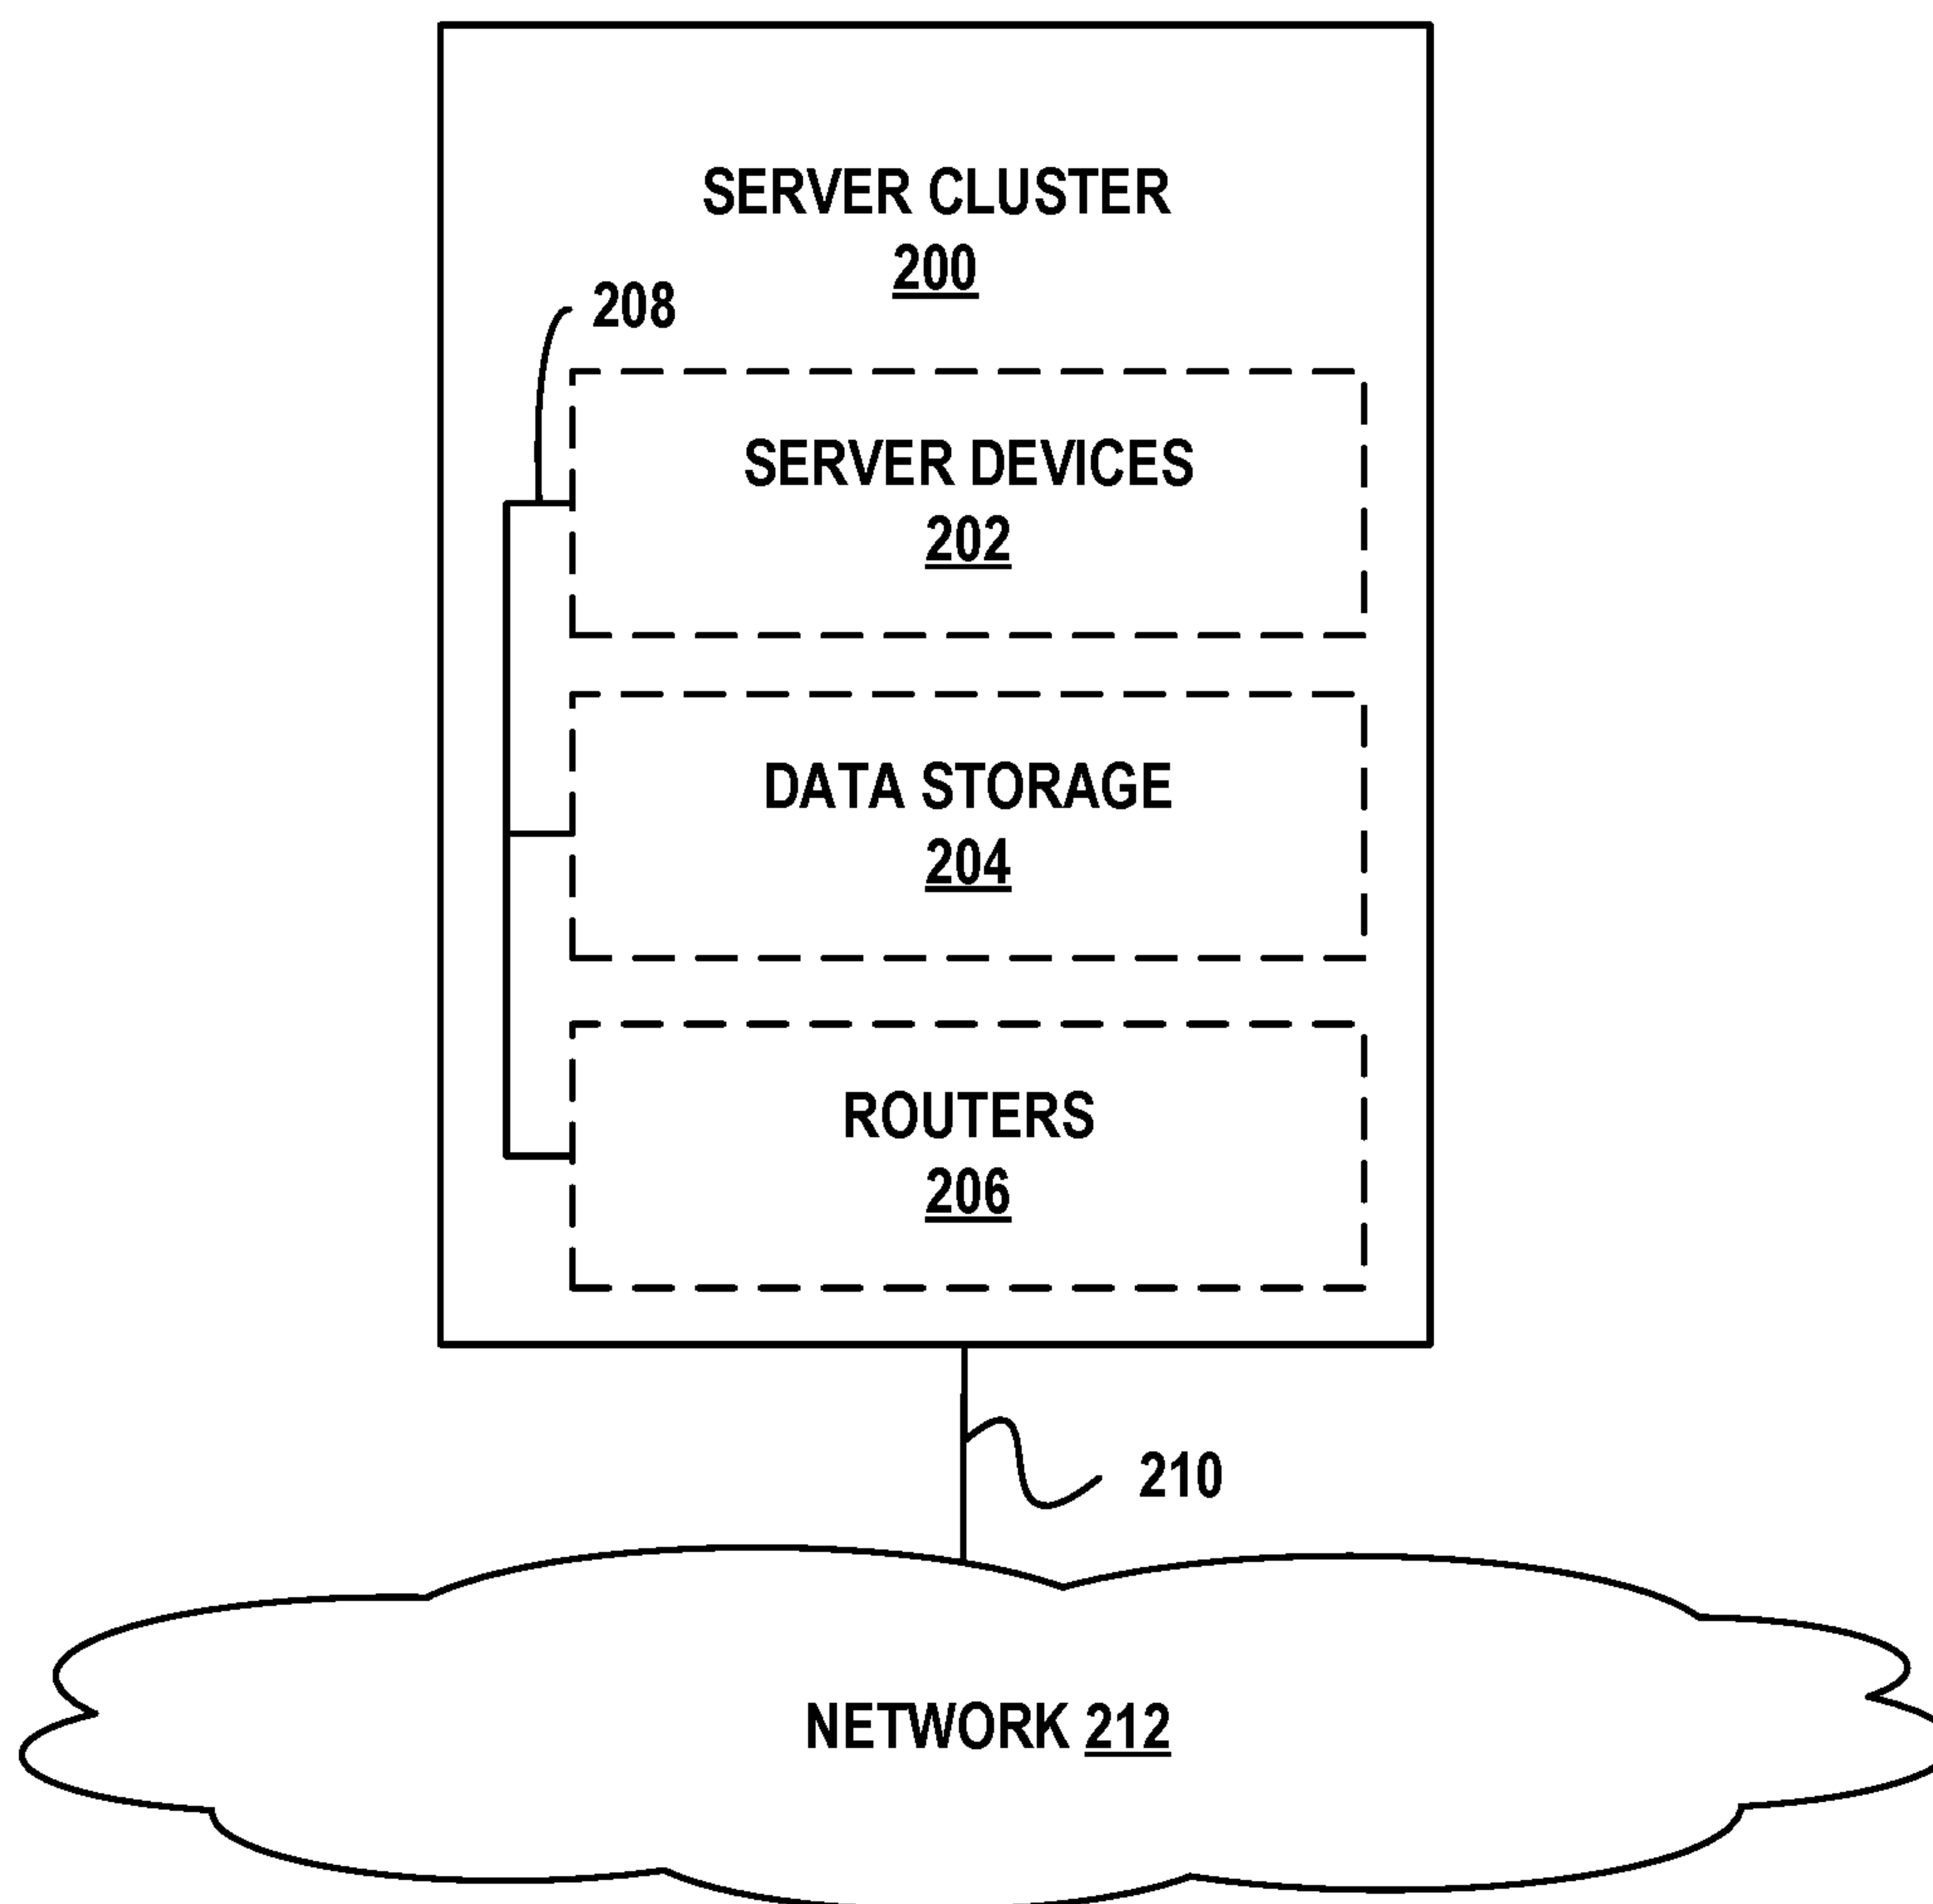 SERVER CLUSTER
200
208
SERVER DEVICES
202
DATA STORAGE
204
ROUTERS
206
210
NETWORK 212